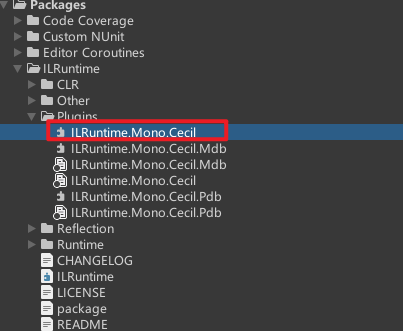 Packages
Code Coverage
Custom NUnit
Editor Coroutines
ILRuntime
CLR
Other
Plugins
ILRuntime.Mono.Cecil
ILRuntime.Mono.Cecil.Mdb
ILRuntime.Mono.Cecil.Mdb
ILRuntime.Mono.Cecil
ILRuntime.Mono.Cecil.Pdb
ILRuntime.Mono.Cecil.Pdb
Reflection
Runtime
CHANGELOG
ILRuntime
LICENSE
package
README